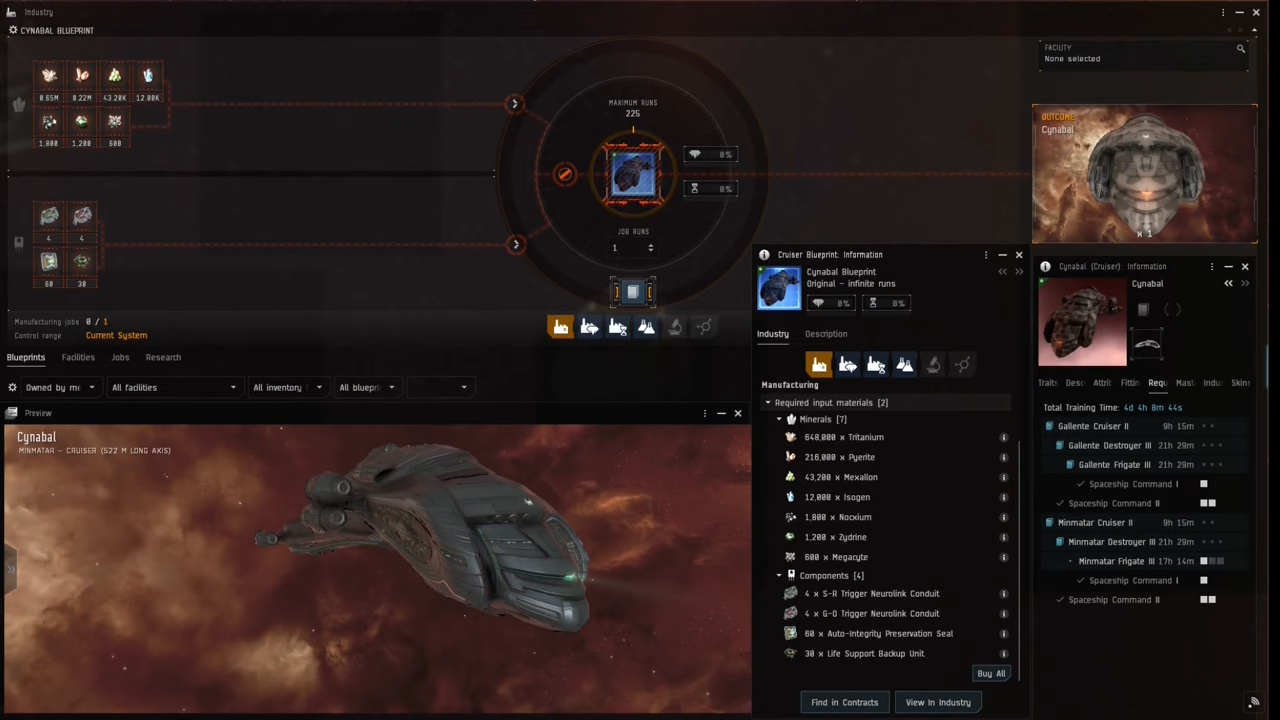 Industry
CYNABAL BLUEPRINT
0.65M 0.22M 43.20K 12.00K
1,800 1,200 600
4 4
60 30
MAXIMUM RUNS
225
0%
0%
JOB RUNS
1
FACILITY
None selected
OUTCOME
Cynabal
x 1
Manufacturing jobs 0 / 1
Control range Current System
Blueprints Facilities Jobs Research
Owned by me All facilities All inventory l All bluepri
Preview
Cynabal
MINMATAR - CRUISER (522 M LONG AXIS)
Cruiser Blueprint: Information
Cynabal Blueprint
Original - infinite runs
0% 0%
Industry Description
Manufacturing
Required input materials [2]
Minerals [7]
648,000 x Tritanium
216,000 x Pyerite
43,200 x Mexallon
12,000 x Isogen
1,800 x Nocxium
1,200 x Zydrine
600 x Megacyte
Components [4]
4 x S-R Trigger Neurolink Conduit
4 x G-O Trigger Neurolink Conduit
60 x Auto-Integrity Preservation Seal
30 x Life Support Backup Unit
Buy All
Find in Contracts View In Industry
Cynabal (Cruiser): Information
Cynabal
Traits Desc Attri Fittin Requ Mast Indus Skins
Total Training Time: 4d 4h 8m 44s
Gallente Cruiser II 9h 15m
Gallente Destroyer III 21h 29m
Gallente Frigate III 21h 29m
Spaceship Command I
Spaceship Command II
Minmatar Cruiser II 9h 15m
Minmatar Destroyer III 21h 29m
Minmatar Frigate III 17h 14m
Spaceship Command I
Spaceship Command II